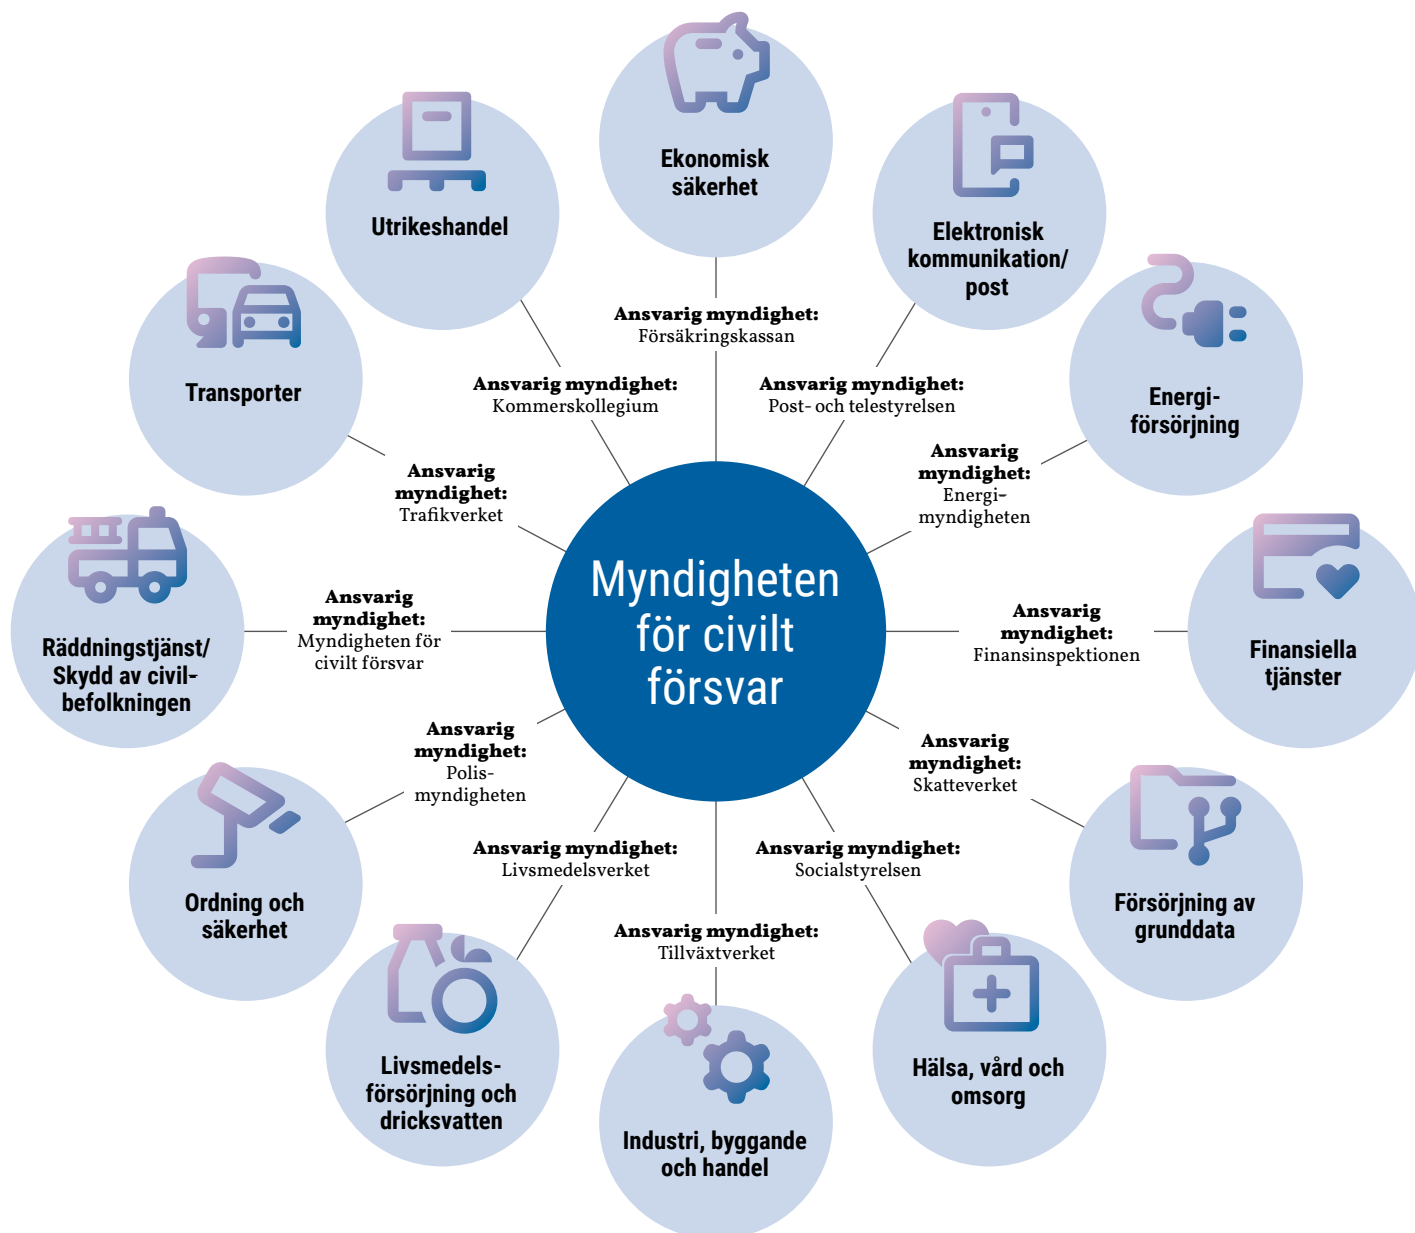 Ekonomisk
säkerhet
Ansvarig myndighet:
Försäkringskassan
Elektronisk
kommunikation/
post
Ansvarig myndighet:
Post- och telestyrelsen
Energi-
försörjning
Ansvarig
myndighet:
Energi-
myndigheten
Finansiella
tjänster
Ansvarig
myndighet:
Finansinspektionen
Försörjning av
grunddata
Ansvarig
myndighet:
Skatteverket
Hälsa, vård och
omsorg
Ansvarig myndighet:
Socialstyrelsen
Industri, byggande
och handel
Ansvarig myndighet:
Tillväxtverket
Livsmedels-
försörjning och
dricksvatten
Ansvarig myndighet:
Livsmedelsverket
Ordning och
säkerhet
Ansvarig
myndighet:
Polis-
myndigheten
Räddningstjänst/
Skydd av civil-
befolkningen
Ansvarig
myndighet:
Myndigheten för
civilt försvar
Transporter
Ansvarig
myndighet:
Trafikverket
Utrikeshandel
Ansvarig myndighet:
Kommerskollegium
Myndigheten
för civilt
försvar